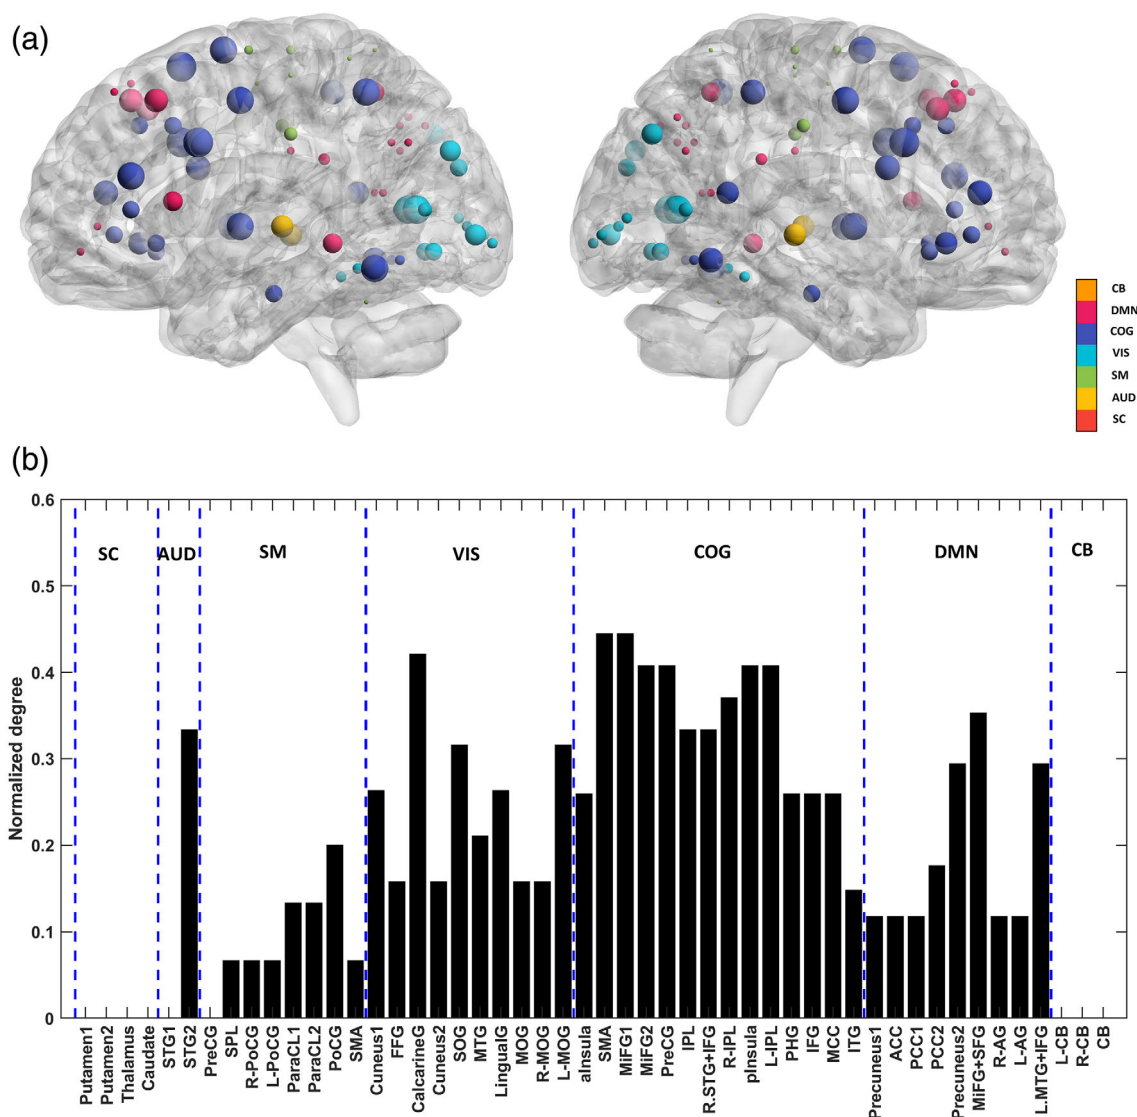 (a)
CB
DMN
COG
VIS
SM
AUD
SC
(b)
Normalized degree
0.6
0.5
0.4
0.3
0.2
0.1
0
SC
AUD
SM
VIS
COG
DMN
CB
Putamen1
Putamen2
Thalamus
Caudate
STG1
STG2
PreCG
SPL
R-PoCG
L-PoCG
ParaCL1
ParaCL2
PoCG
SMA
Cuneus1
FFG
CalcarineG
Cuneus2
SOG
MTG
LingualG
MOG
R-MOG
L-MOG
aInsula
SMA
MiFG1
MiFG2
PreCG
IPL
R.STG+IFG
R-IPL
pInsula
L-IPL
PHG
IFG
MCC
ITG
Precuneus1
ACC
PCC1
PCC2
Precuneus2
MiFG+SFG
R-AG
L-AG
L.MTG+IFG
L-CB
R-CB
CB